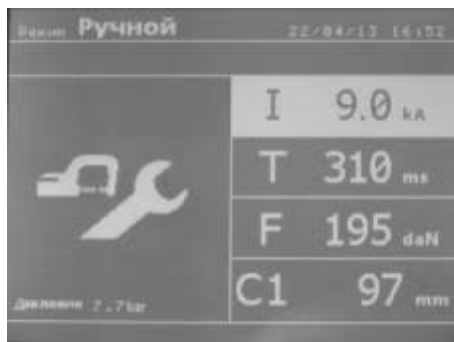 Режим Ручной 22/04/13 16:52
I 9.0 kA
T 310 ms
F 195 daN
C1 97 mm
Давление 7.7 bar